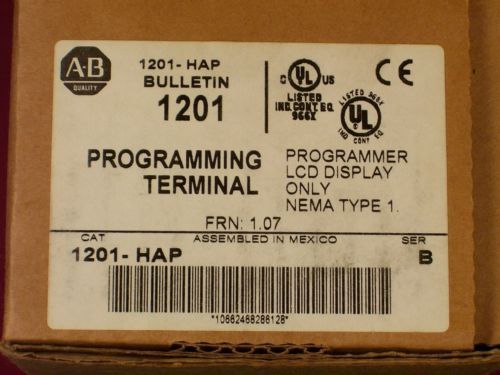 A-B
QUALITY
1201- HAP
BULLETIN
1201
PROGRAMMING
TERMINAL
C UL US
LISTED
IND. CONT. EQ.
966X
CE
LISTED 966X
UL
IND CONT EQ
PROGRAMMER
LCD DISPLAY
ONLY
NEMA TYPE 1.
FRN: 1.07
CAT
ASSEMBLED IN MEXICO
SER
1201- HAP
B
*10662468286128*